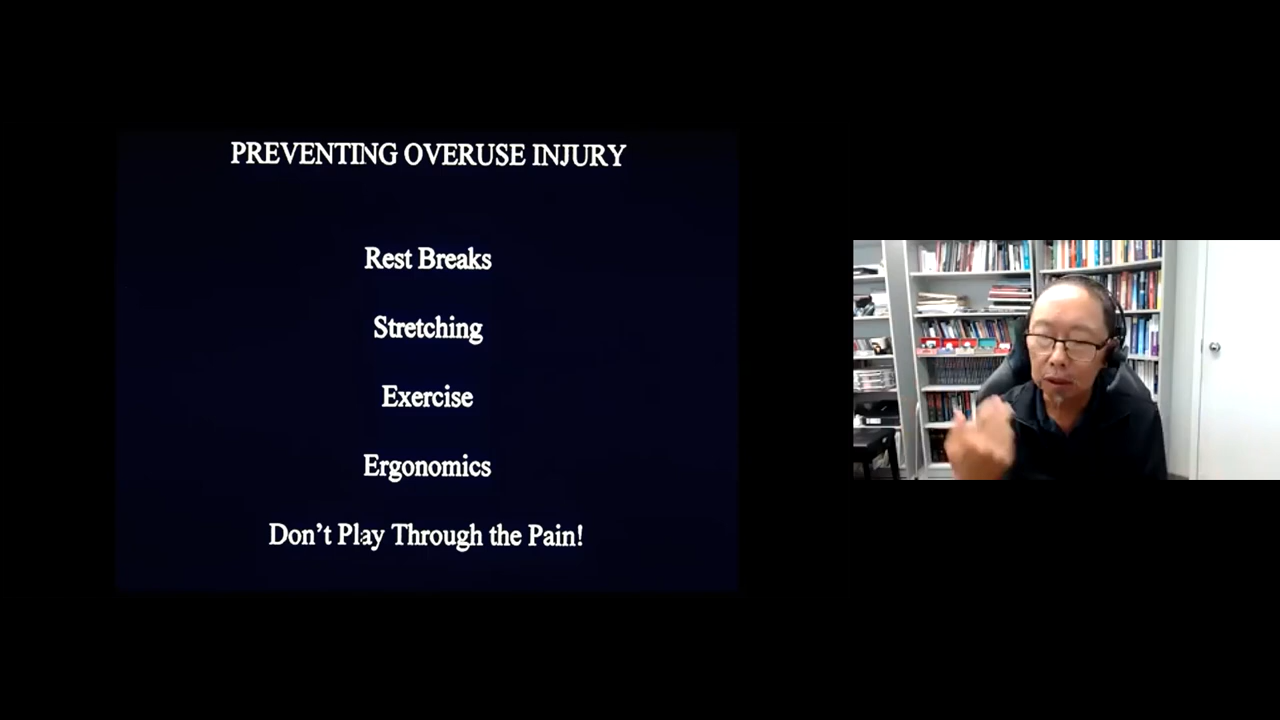 PREVENTING OVERUSE INJURY
Rest Breaks
Stretching
Exercise
Ergonomics
Don’t Play Through the Pain!